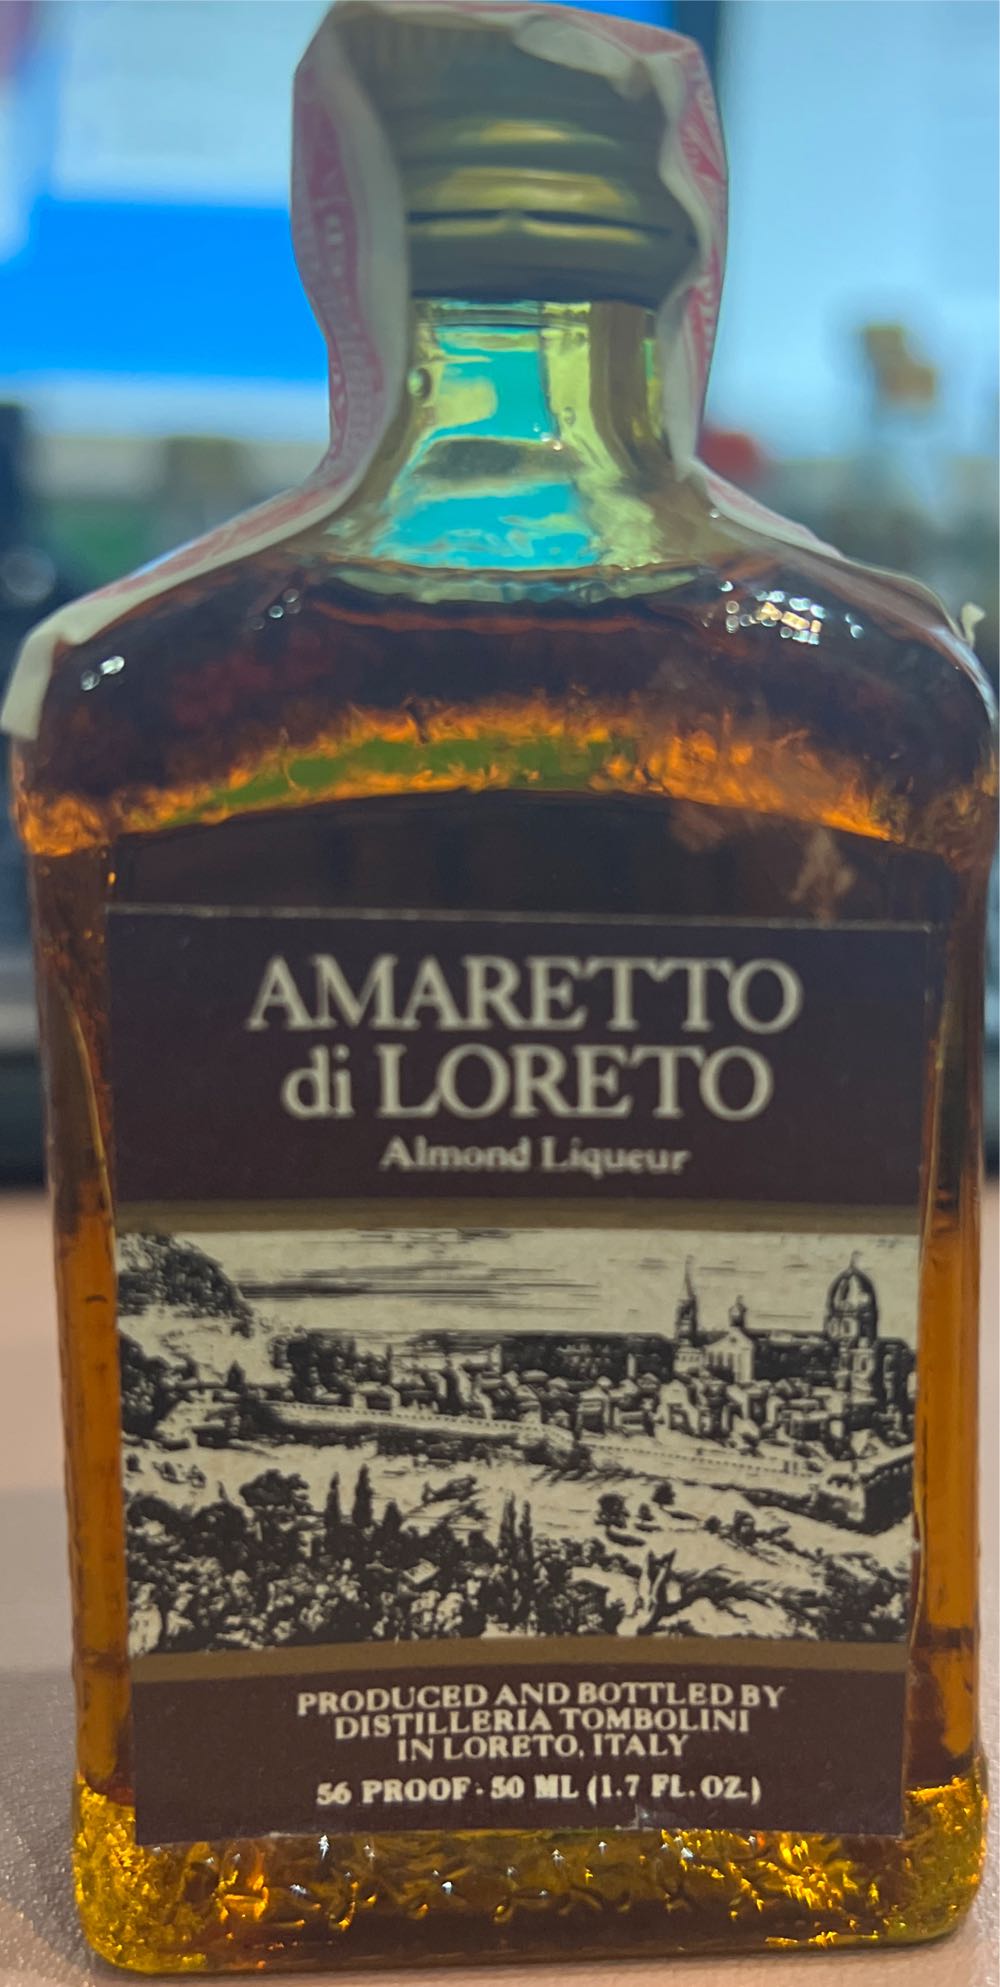 AMARETTO
di LORETO
Almond Liqueur
PRODUCED AND BOTTLED BY
DISTILLERIA TOMBOLINI
IN LORETO, ITALY
56 PROOF · 50 ML (1.7 FL. OZ.)